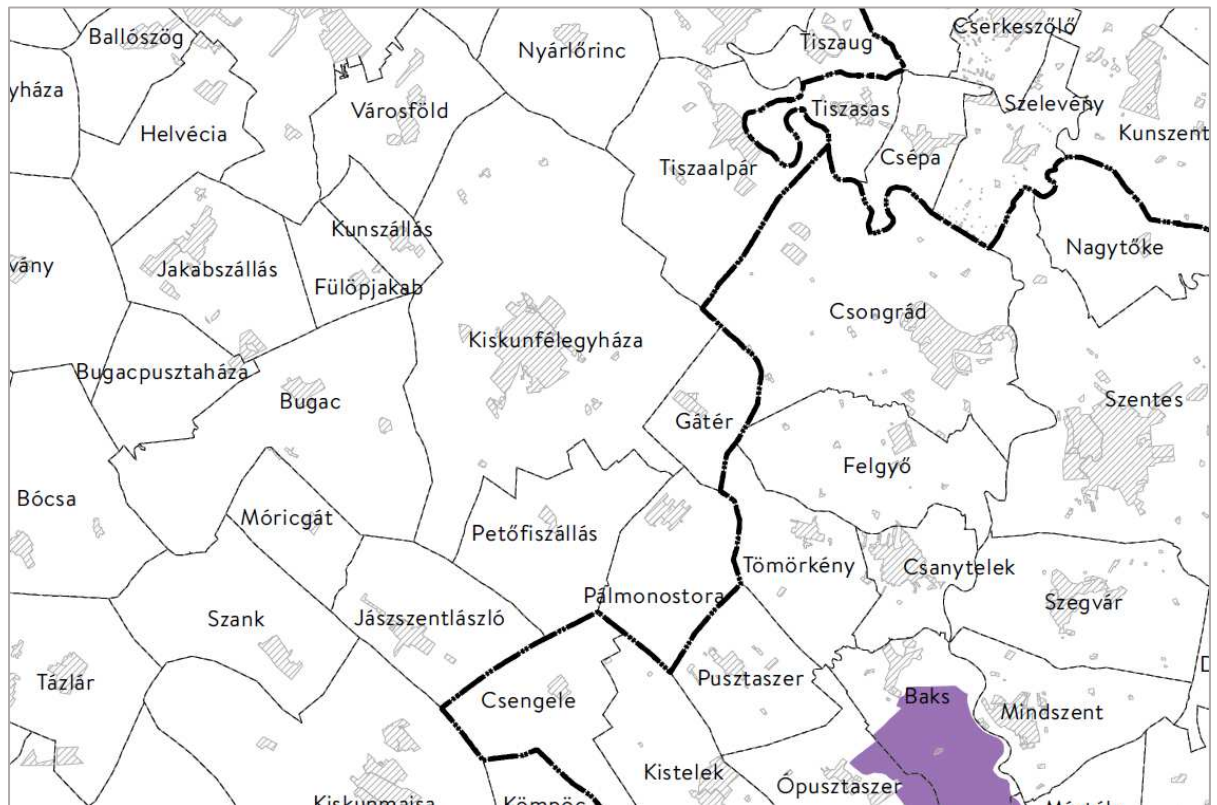 Ballószög
Nyárlőrinc
Tiszaug
Cserkeszőlő
yháza
Helvécia
Városföld
Tiszasas
Szelevény
Kunszent
Csépa
Tiszaalpár
Kunszállás
Nagytőke
vány
Jakabszállás
Fülöpjakab
Csongrád
Kiskunfélegyháza
Bugacpusztaháza
Bugac
Szentes
Gátér
Felgyő
Bócsa
Móricgát
Petőfiszállás
Tömörkény
Csanytelek
Pálmonostora
Szegvár
Szank
Jászszentlászló
Tázlár
Pusztaszer
Csengele
Baks
Mindszent
Kistelek
Ópusztaszer
Kiskunmajsa
Kömpöc